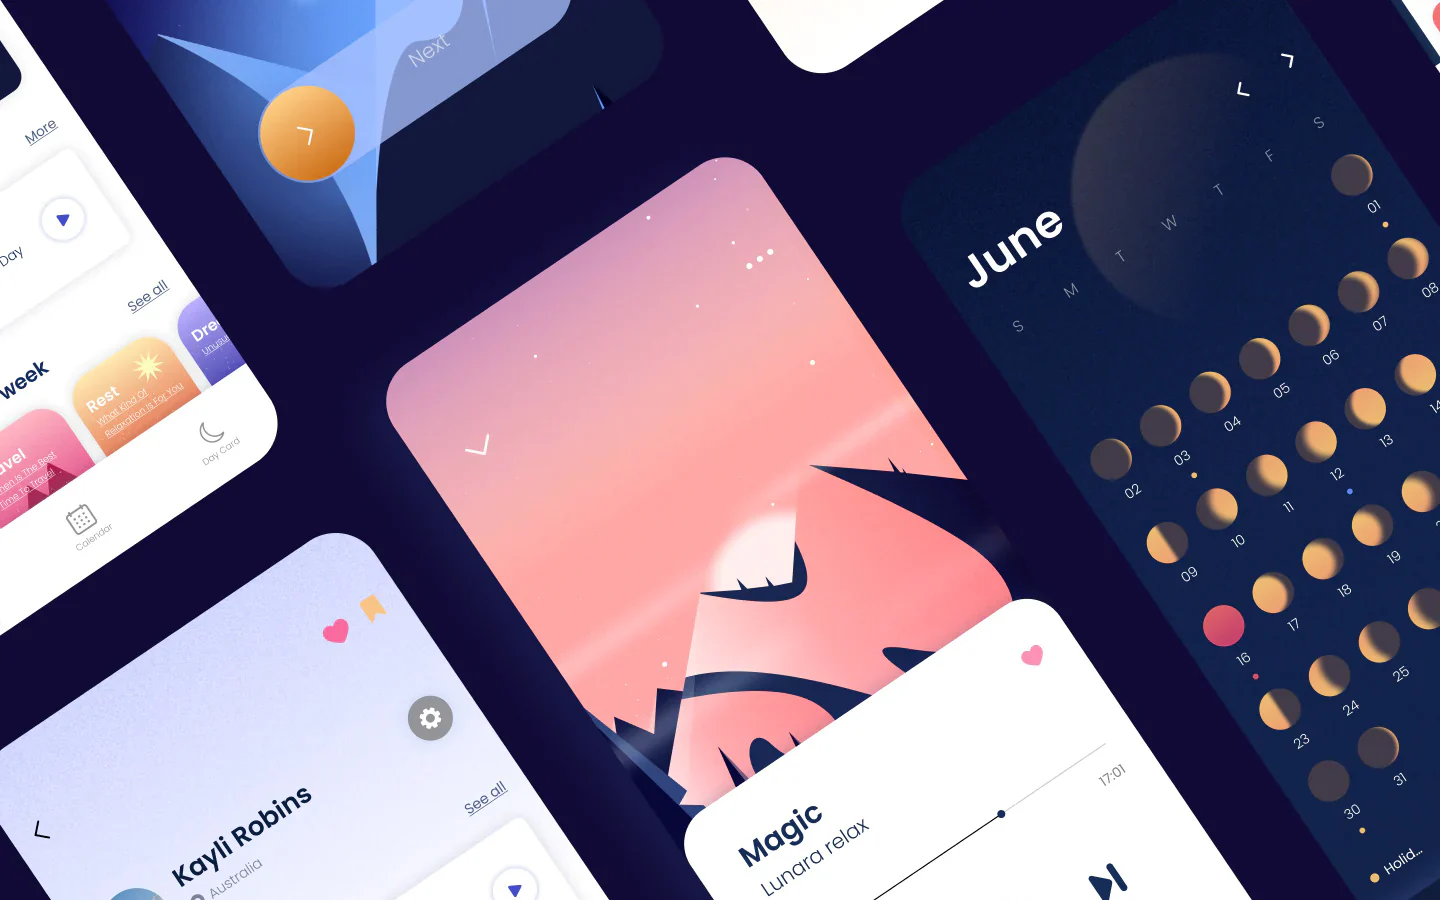 More
Day
See all
week
Dre
Unusu
Rest
What Kind Of
Relaxation Is For You
avel
hen Is The Best
Time To Travel
Day Card
Calendar
Next
Kayli Robins
Australia
See all
Magic
Lunara relax
17:01
June
S M T W T F S
01
02 03 04 05 06 07 08
09 10 11 12 13 14
16 17 18 19
23 24 25
30 31
Holid...